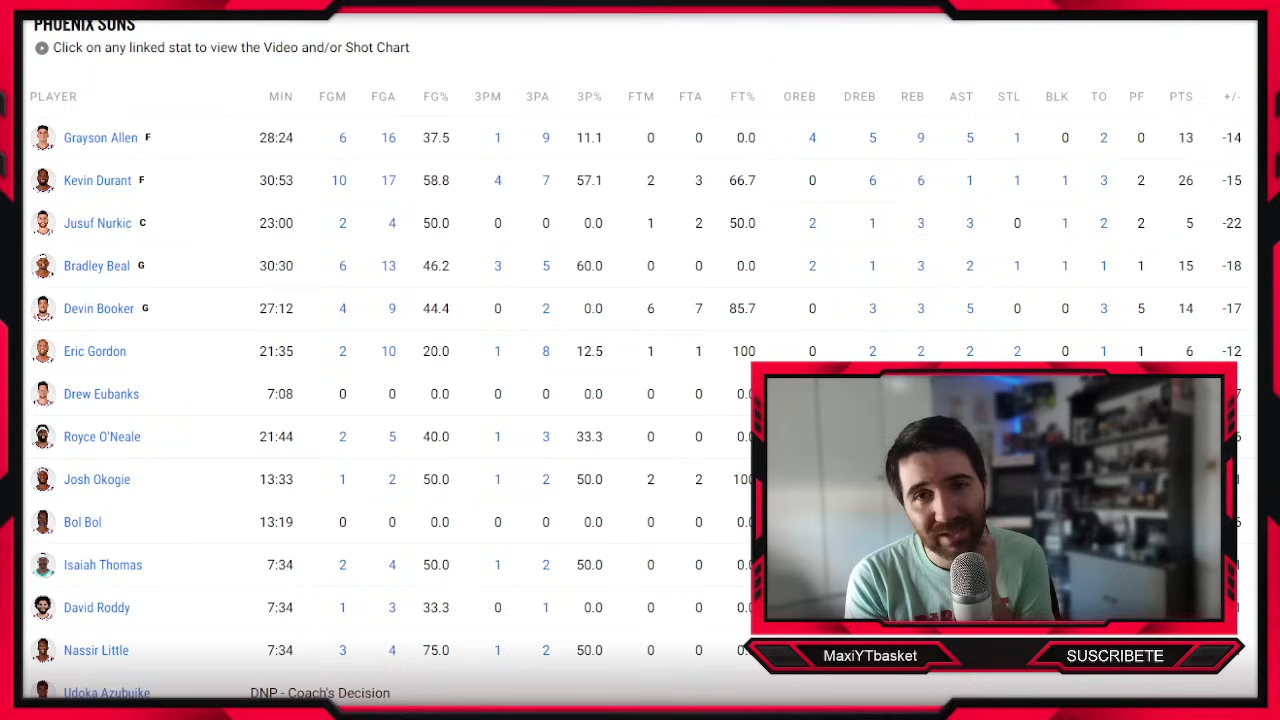 PHOENIX SUNS
Click on any linked stat to view the Video and/or Shot Chart
PLAYER MIN FGM FGA FG% 3PM 3PA 3P% FTM FTA FT% OREB DREB REB AST STL BLK TO PF PTS +/-
Grayson Allen F 28:24 6 16 37.5 1 9 11.1 0 0 0.0 4 5 9 5 1 0 2 0 13 -14
Kevin Durant F 30:53 10 17 58.8 4 7 57.1 2 3 66.7 0 6 6 1 1 1 3 2 26 -15
Jusuf Nurkic C 23:00 2 4 50.0 0 0 0.0 1 2 50.0 2 1 3 3 0 1 2 2 5 -22
Bradley Beal G 30:30 6 13 46.2 3 5 60.0 0 0 0.0 2 1 3 2 1 1 1 1 15 -18
Devin Booker G 27:12 4 9 44.4 0 2 0.0 6 7 85.7 0 3 3 5 0 0 3 5 14 -17
Eric Gordon 21:35 2 10 20.0 1 8 12.5 1 1 100 0 2 2 2 2 0 1 1 6 -12
Drew Eubanks 7:08 0 0 0.0 0 0 0.0 0 0
Royce O'Neale 21:44 2 5 40.0 1 3 33.3 0 0
Josh Okogie 13:33 1 2 50.0 1 2 50.0 2 2
Bol Bol 13:19 0 0 0.0 0 0 0.0 0 0
Isaiah Thomas 7:34 2 4 50.0 1 2 50.0 0 0
David Roddy 7:34 1 3 33.3 0 1 0.0 0 0
Nassir Little 7:34 3 4 75.0 1 2 50.0 0 0
Udoka Azubuike DNP - Coach's Decision
MaxiYTbasket
SUSCRIBETE